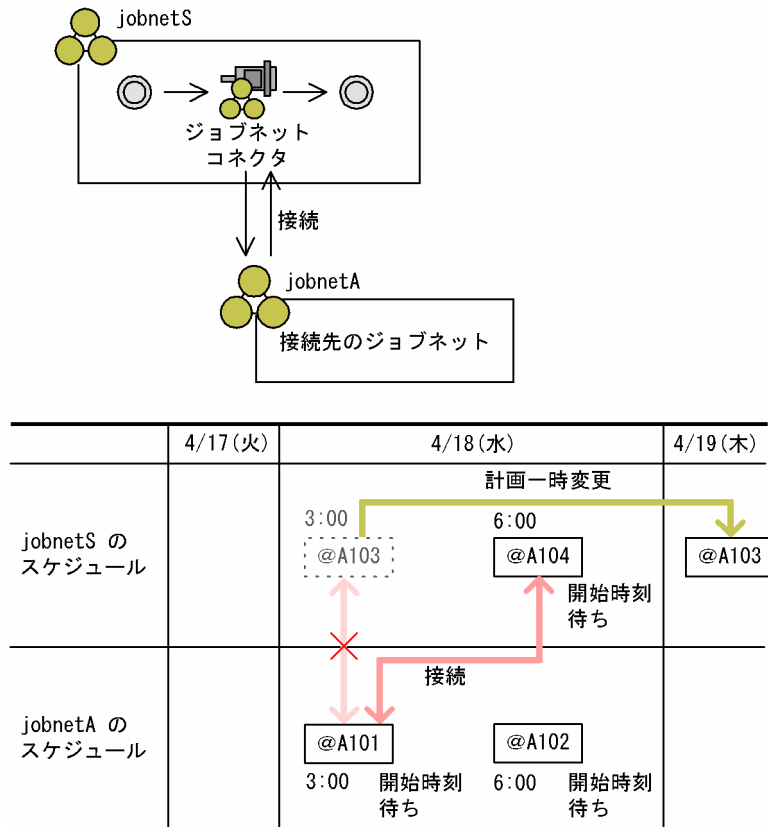 jobnetS
ジョブネット
コネクタ
接続
jobnetA
接続先のジョブネット
4/17(火)
4/18(水)
4/19(木)
計画一時変更
jobnetS の
スケジュール
3:00
@A103
6:00
@A104
開始時刻
待ち
@A103
接続
jobnetA の
スケジュール
@A101
3:00
開始時刻
待ち
@A102
6:00
開始時刻
待ち